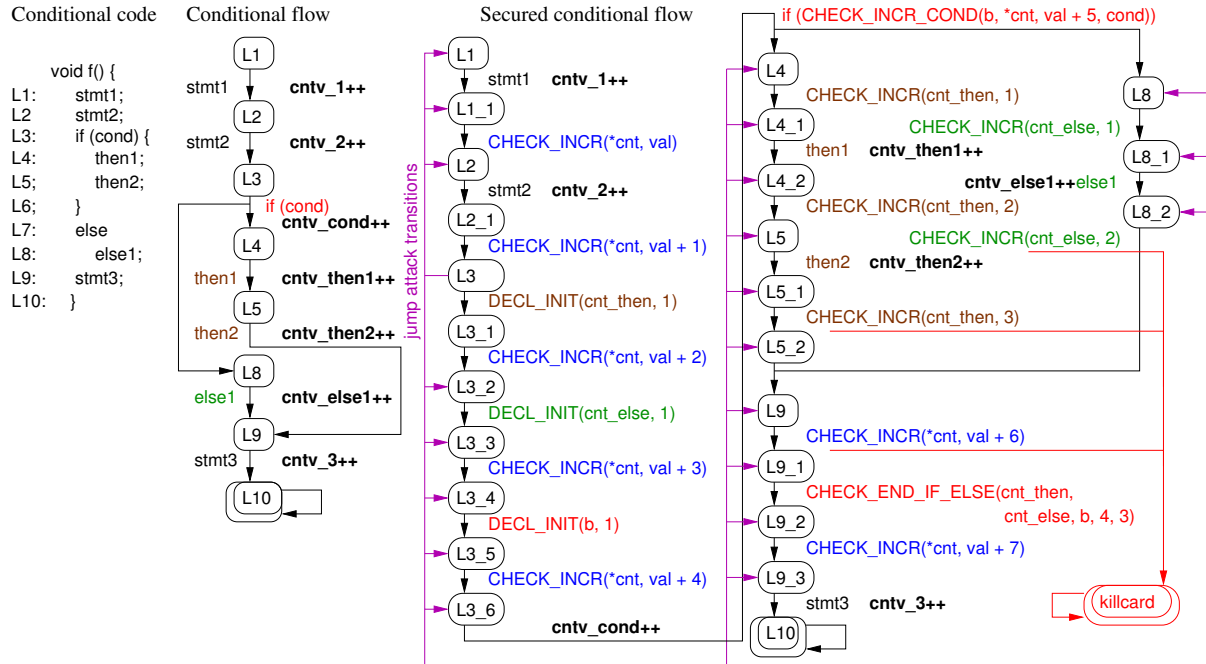 Conditional code
void f() {
L1: stmt1;
L2 stmt2;
L3: if (cond) {
L4: then1;
L5; then2;
L6; }
L7: else
L8: else1;
L9: stmt3;
L10: }
Conditional flow
L1
stmt1 cntv_1++
L2
stmt2 cntv_2++
L3
if (cond)
cntv_cond++
L4
then1 cntv_then1++
L5
then2 cntv_then2++
L8
else1 cntv_else1++
L9
stmt3 cntv_3++
L10
Secured conditional flow
jump attack transitions
L1
stmt1 cntv_1++
L1_1
CHECK_INCR(*cnt, val)
L2
stmt2 cntv_2++
L2_1
CHECK_INCR(*cnt, val + 1)
L3
DECL_INIT(cnt_then, 1)
L3_1
CHECK_INCR(*cnt, val + 2)
L3_2
DECL_INIT(cnt_else, 1)
L3_3
CHECK_INCR(*cnt, val + 3)
L3_4
DECL_INIT(b, 1)
L3_5
CHECK_INCR(*cnt, val + 4)
L3_6
cntv_cond++
if (CHECK_INCR_COND(b, *cnt, val + 5, cond))
L4
CHECK_INCR(cnt_then, 1)
L4_1
then1 cntv_then1++
L4_2
CHECK_INCR(cnt_then, 2)
L5
then2 cntv_then2++
L5_1
CHECK_INCR(cnt_then, 3)
L5_2
L8
CHECK_INCR(cnt_else, 1)
L8_1
cntv_else1++else1
L8_2
CHECK_INCR(cnt_else, 2)
L9
CHECK_INCR(*cnt, val + 6)
L9_1
CHECK_END_IF_ELSE(cnt_then,
cnt_else, b, 4, 3)
L9_2
CHECK_INCR(*cnt, val + 7)
L9_3
stmt3 cntv_3++
L10
killcard